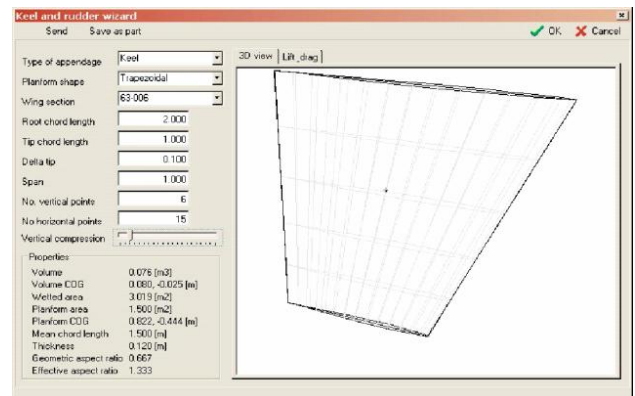 Keel and rudder wizard
Send Save as part OK Cancel
Type of appendage Keel
Planform shape Trapezoidal
Wing section 63-006
Root chord length 2.000
Tip chord length 1.000
Delta tip 0.100
Span 1.000
No. vertical points 6
No horizontal points 15
Vertical compression
Properties
Volume 0.076 [m3]
Volume COG 0.080, -0.025 [m]
Wetted area 3.019 [m2]
Planform area 1.500 [m2]
Planform COG 0.822, -0.444 [m]
Mean chord length 1.500 [m]
Thickness 0.120 [m]
Geometric aspect ratio 0.667
Effective aspect ratio 1.333
3D view Lift_drag